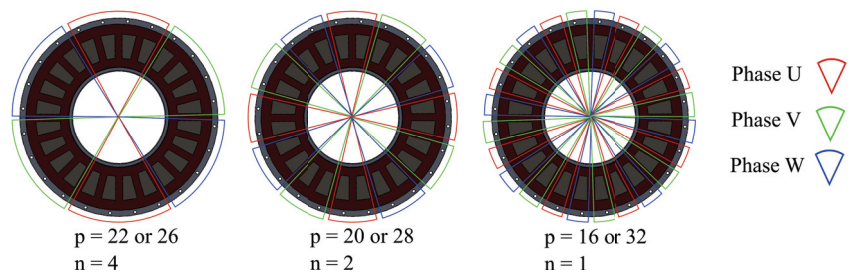 Phase U
Phase V
Phase W
p = 22 or 26
n = 4
p = 20 or 28
n = 2
p = 16 or 32
n = 1